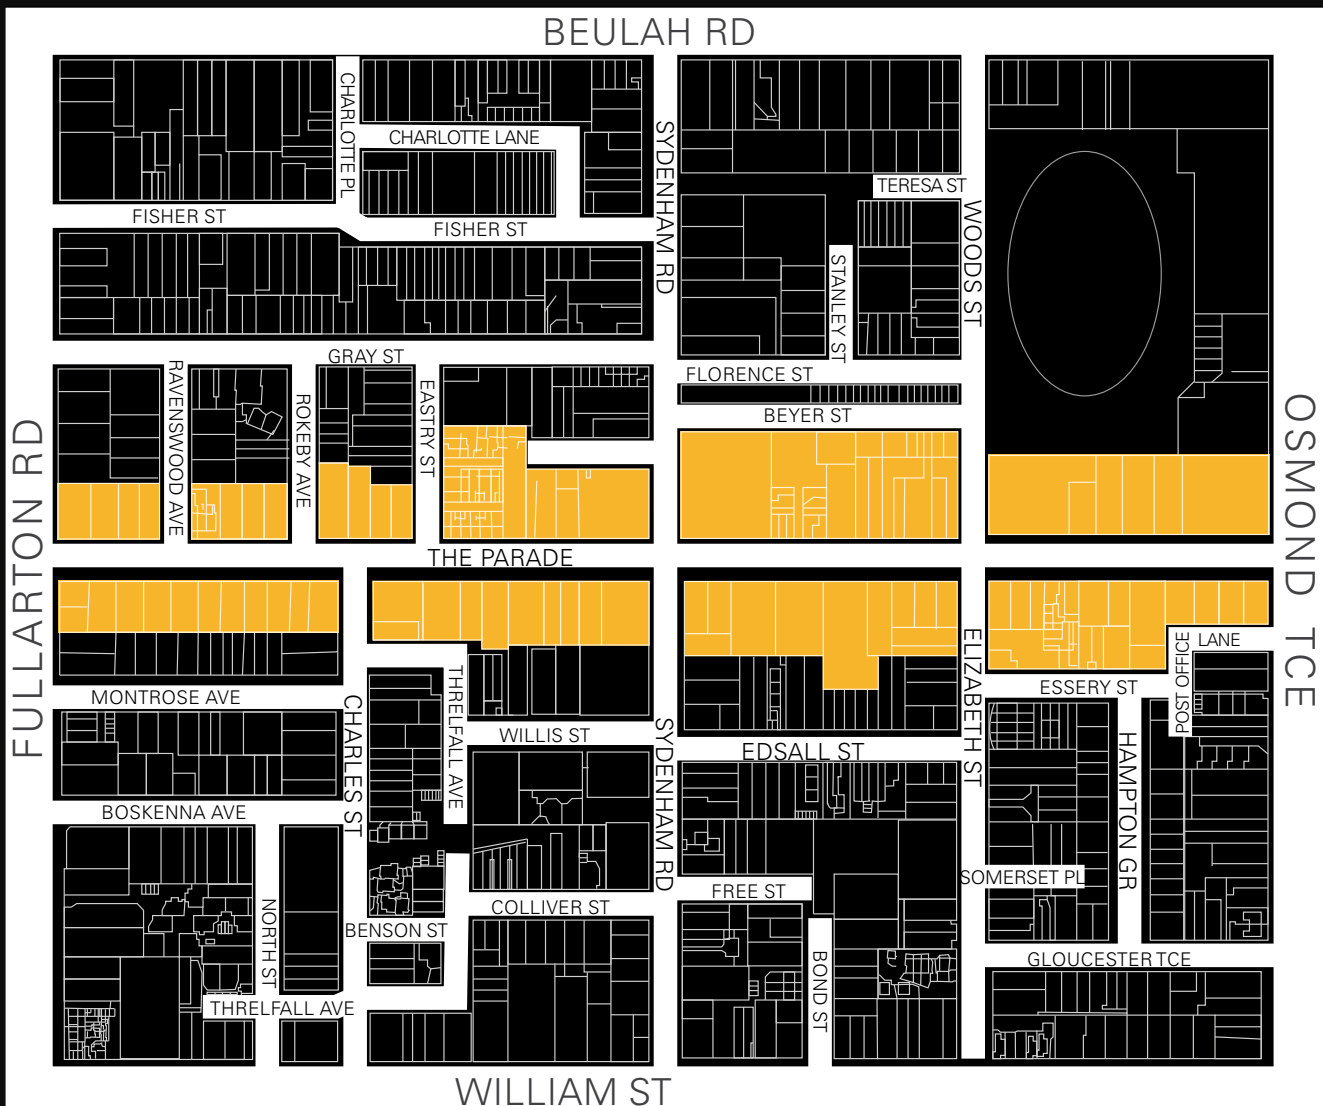 BEULAH RD
CHARLOTTE PL
CHARLOTTE LANE
SYDENHAM RD
TERESA ST
FISHER ST
FISHER ST
WOODS ST
STANLEY ST
GRAY ST
FLORENCE ST
BEYER ST
RAVENSWOOD AVE
ROKEBY AVE
EASTRY ST
FULLARTON RD
OSMOND TCE
THE PARADE
LANE
POST OFFICE
ELIZABETH ST
ESSERY ST
MONTROSE AVE
CHARLES ST
THRELFALL AVE
WILLIS ST
SYDENHAM RD
EDSALL ST
HAMPTON GR
BOSKENNA AVE
SOMERSET PL
FREE ST
NORTH ST
COLLIVER ST
BENSON ST
BOND ST
GLOUCESTER TCE
THRELFALL AVE
WILLIAM ST